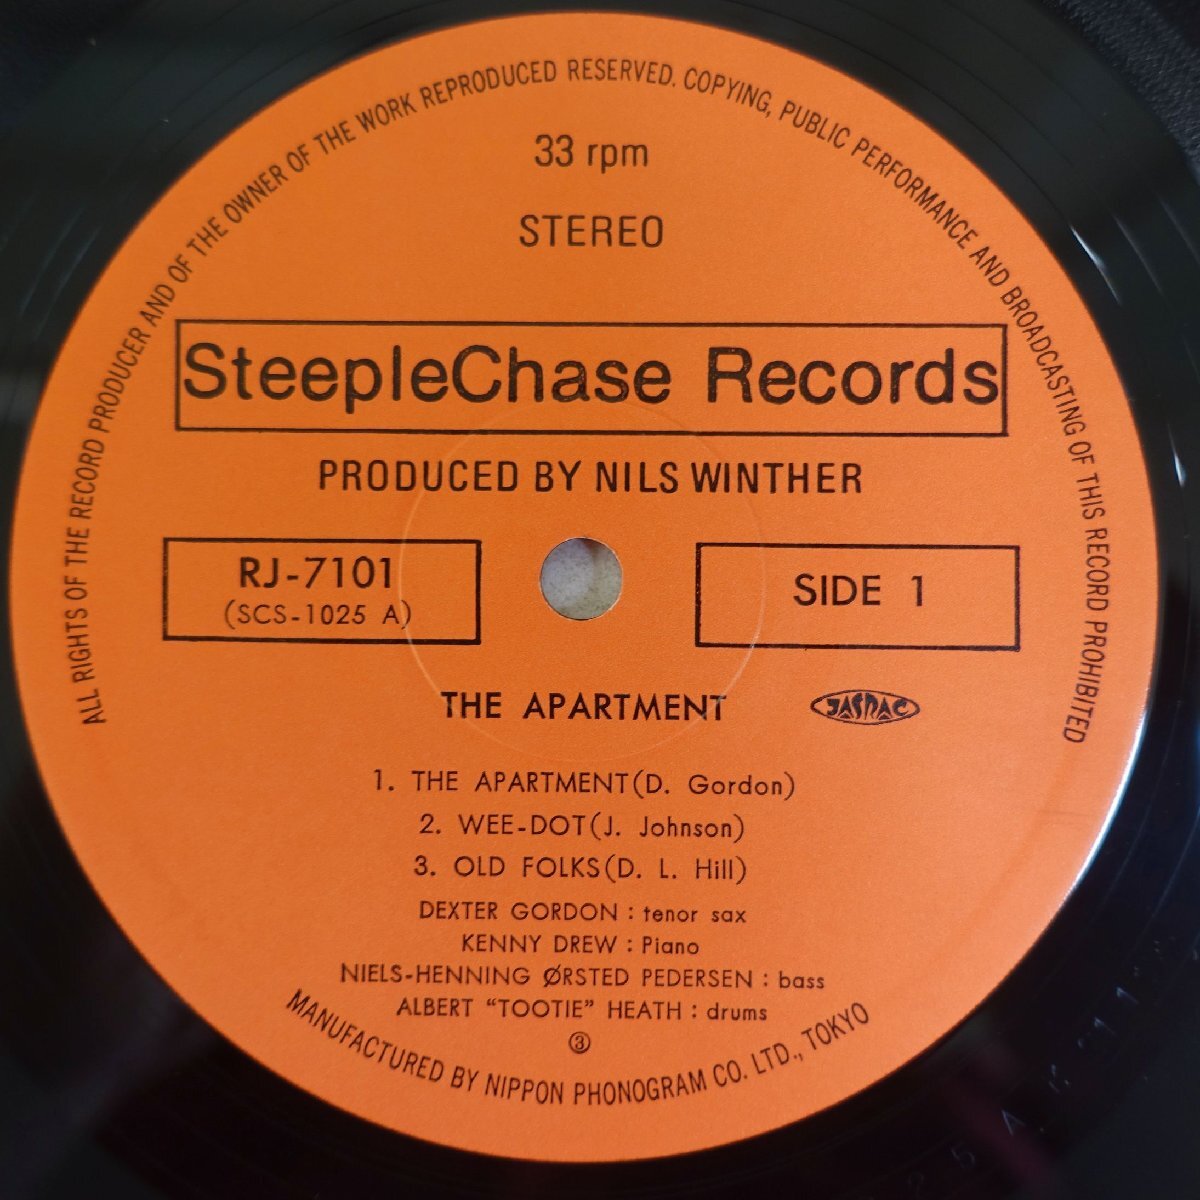 ALL RIGHTS OF THE RECORD PRODUCER AND OF THE OWNER OF THE WORK REPRODUCED RESERVED. COPYING, PUBLIC PERFORMANCE AND BROADCASTING OF THIS RECORD PROHIBITED
33 rpm
STEREO
SteepleChase Records
PRODUCED BY NILS WINTHER
RJ-7101
(SCS-1025 A)
SIDE 1
THE APARTMENT
JASRAC
1. THE APARTMENT(D. Gordon)
2. WEE-DOT(J. Johnson)
3. OLD FOLKS(D. L. Hill)
DEXTER GORDON : tenor sax
KENNY DREW : Piano
NIELS-HENNING ØRSTED PEDERSEN : bass
ALBERT “TOOTIE” HEATH : drums
③
MANUFACTURED BY NIPPON PHONOGRAM CO. LTD., TOKYO